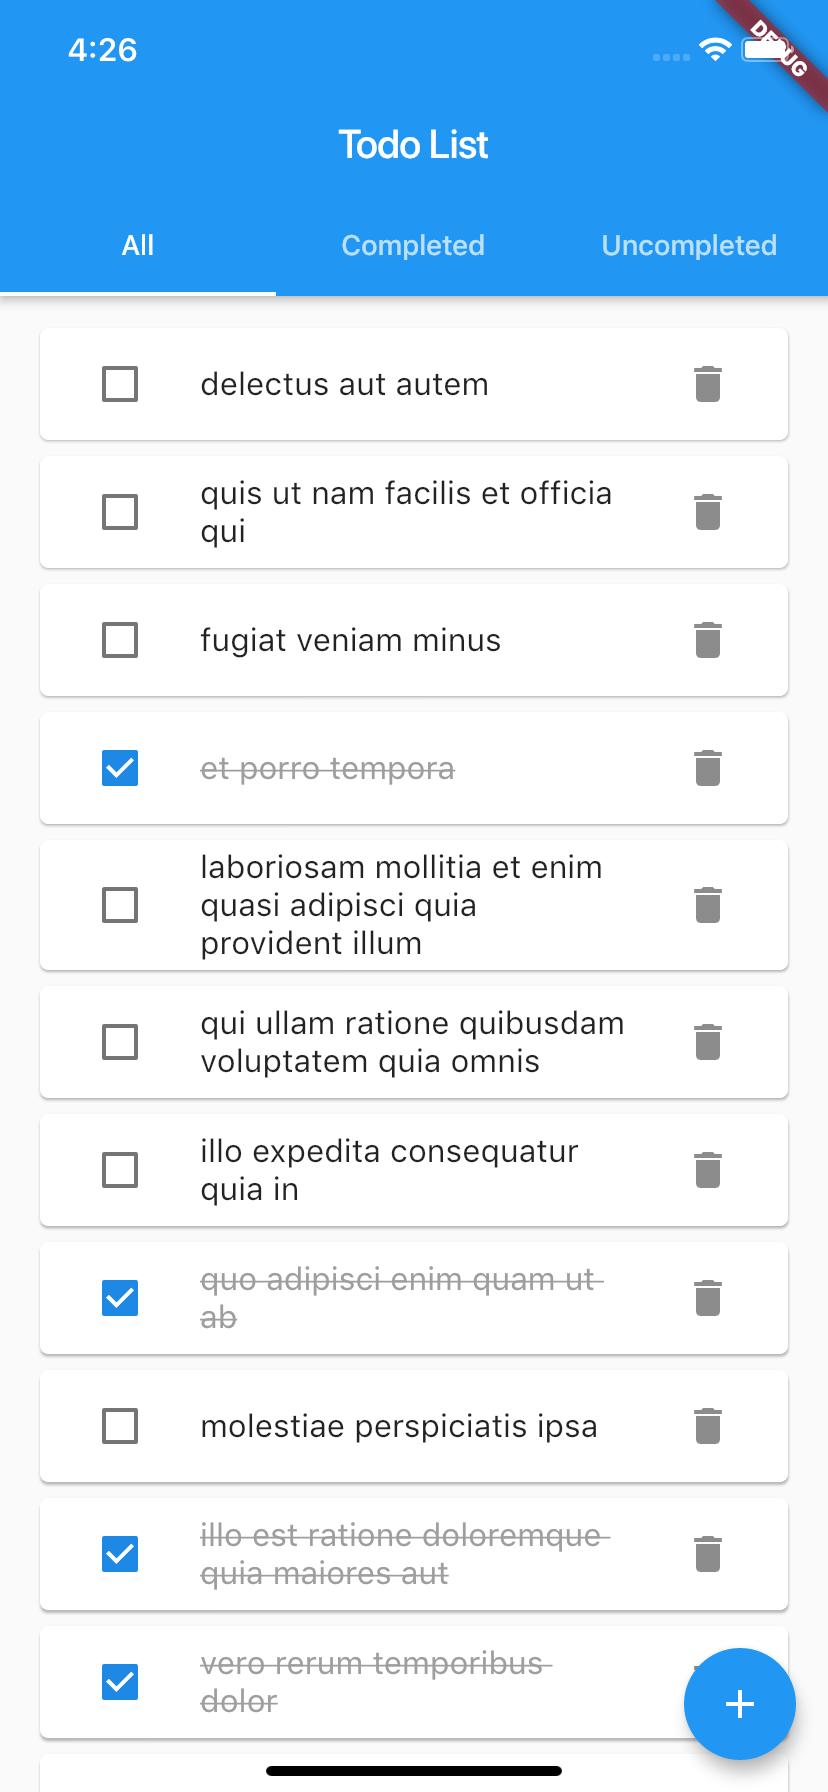 4:26
DEBUG
Todo List
All
Completed
Uncompleted
delectus aut autem
quis ut nam facilis et officia
qui
fugiat veniam minus
et porro tempora
laboriosam mollitia et enim
quasi adipisci quia
provident illum
qui ullam ratione quibusdam
voluptatem quia omnis
illo expedita consequatur
quia in
quo adipisci enim quam ut
ab
molestiae perspiciatis ipsa
illo est ratione doloremque
quia maiores aut
vero rerum temporibus
dolor